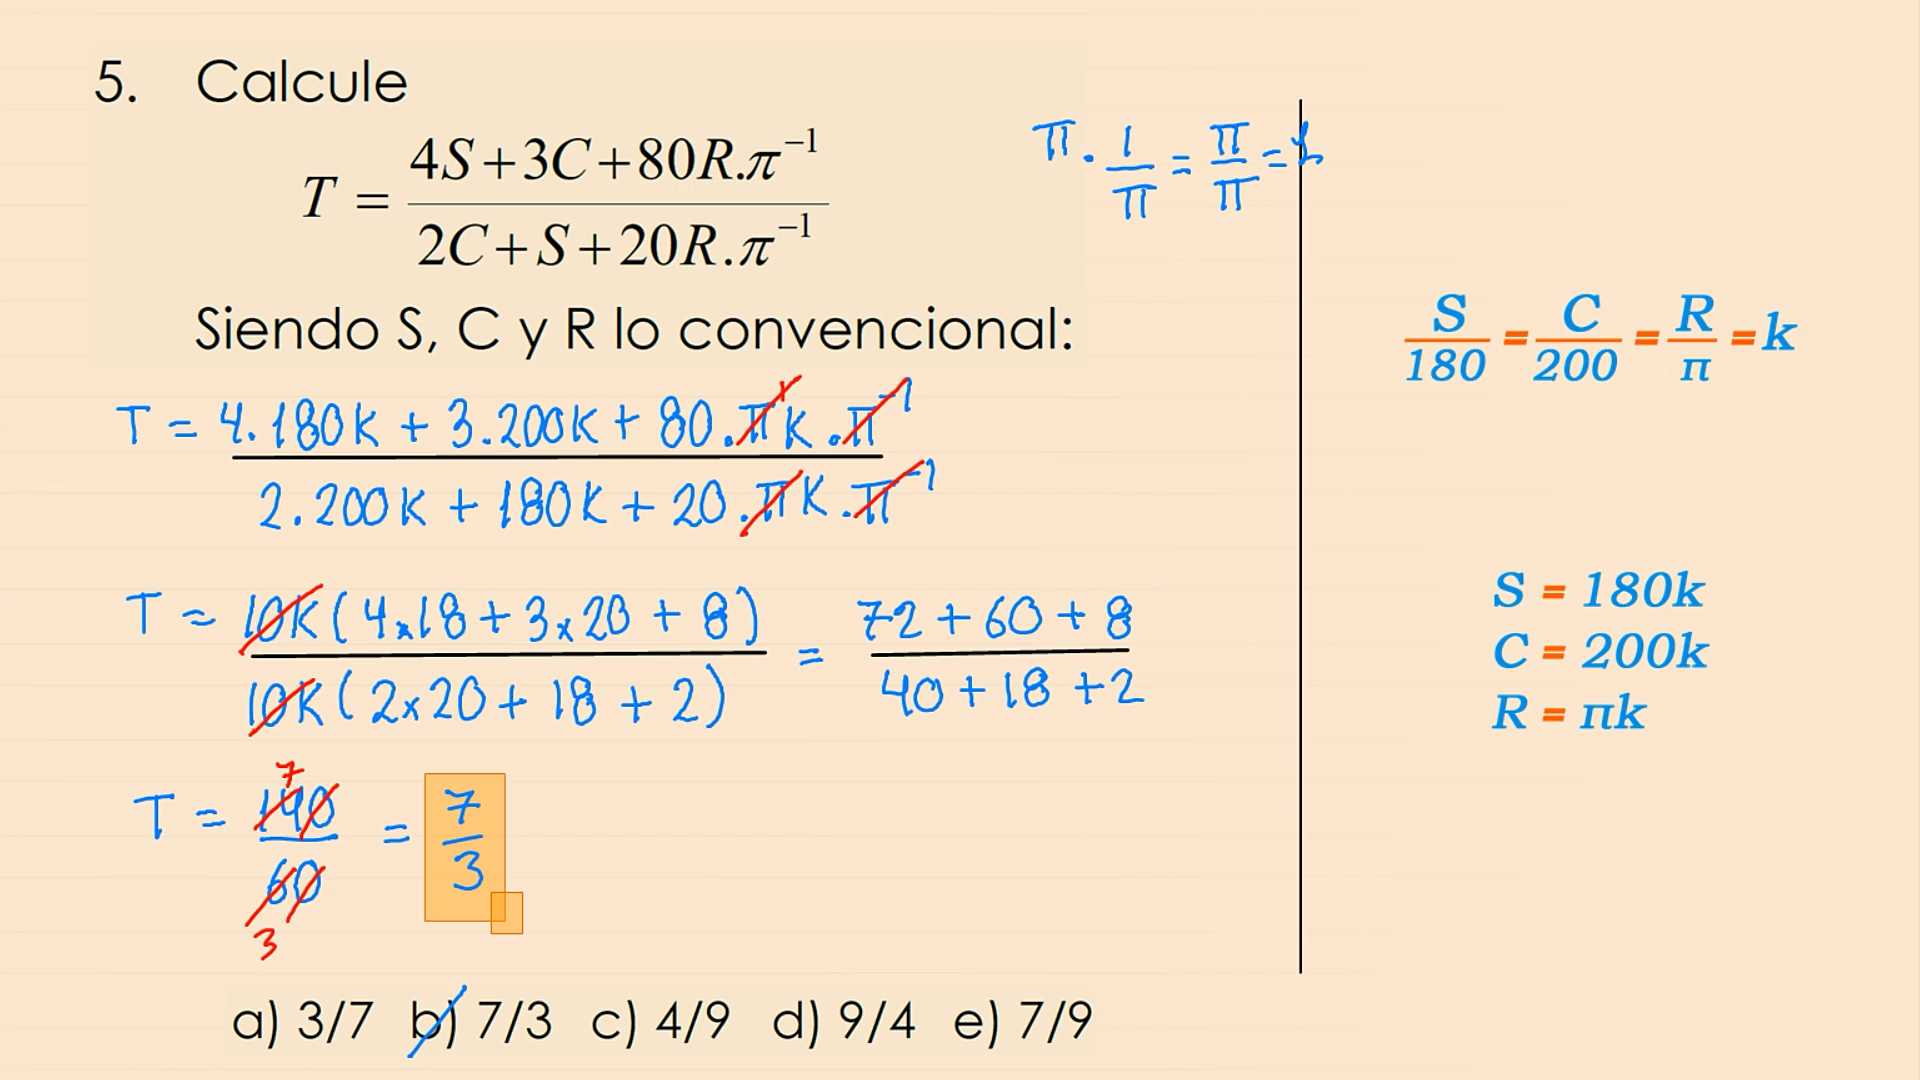 5. Calcule
T = 4S+3C+80R.π⁻¹ / 2C+S+20R.π⁻¹
π · 1/π = π/π = 1
Siendo S, C y R lo convencional:
S/180 = C/200 = R/π = k
T = 4.180k + 3.200k + 80.πk.π⁻¹ / 2.200k + 180k + 20.πk.π⁻¹
T = 10k(4x18 + 3x20 + 8) / 10k(2x20 + 18 + 2) = 72 + 60 + 8 / 40 + 18 + 2
S = 180k
C = 200k
R = πk
7
T = 140/60 = 7/3
3
a) 3/7 b) 7/3 c) 4/9 d) 9/4 e) 7/9